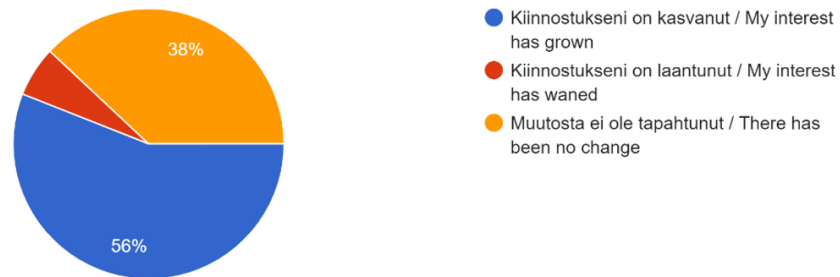 38%
56%
Kiinnostukseni on kasvanut / My interest
has grown
Kiinnostukseni on laantunut / My interest
has waned
Muutosta ei ole tapahtunut / There has
been no change